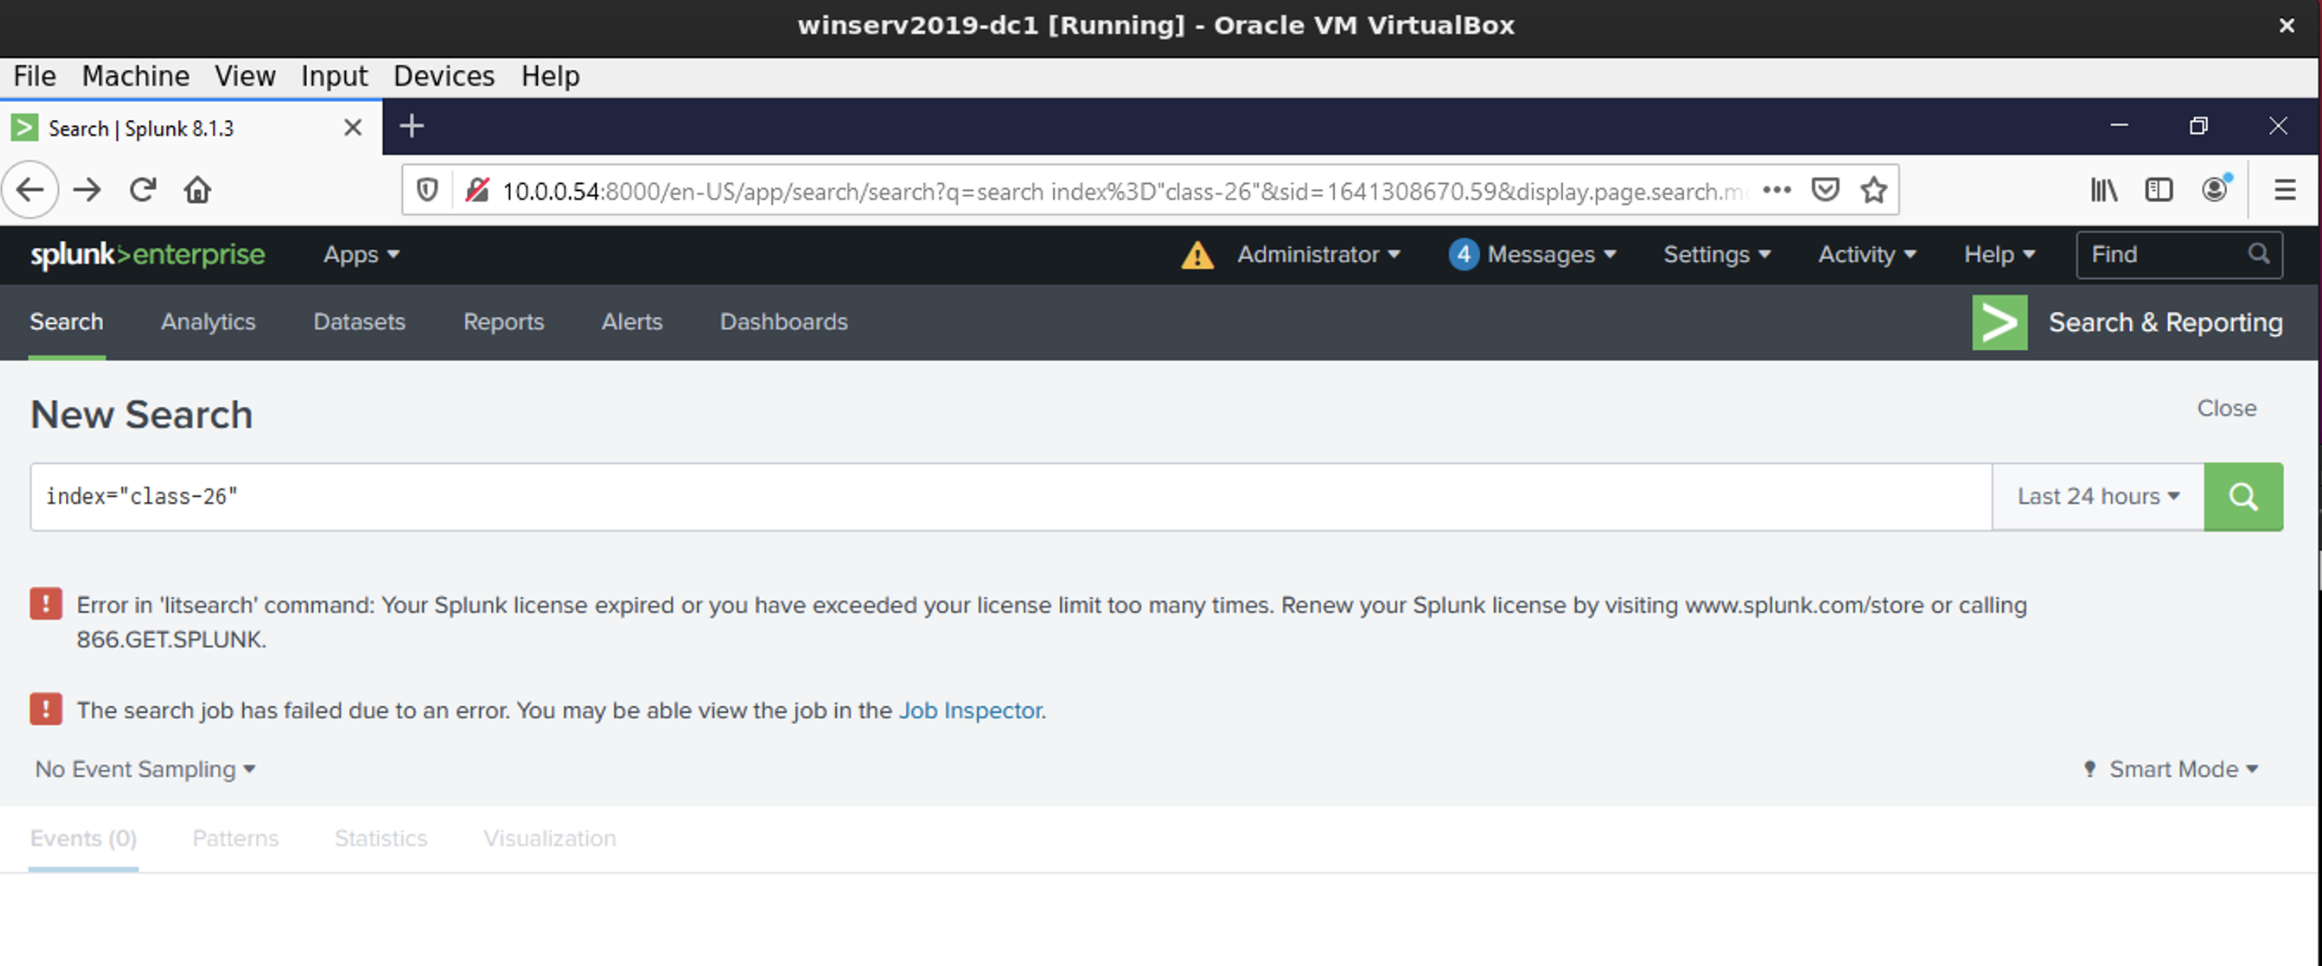 winserv2019-dc1 [Running] - Oracle VM VirtualBox
File Machine View Input Devices Help
Search | Splunk 8.1.3
10.0.0.54:8000/en-US/app/search/search?q=search index%3D"class-26"&sid=1641308670.59&display.page.search.m
splunk>enterprise Apps Administrator 4 Messages Settings Activity Help Find
Search Analytics Datasets Reports Alerts Dashboards Search & Reporting
New Search Close
index="class-26" Last 24 hours
Error in 'litsearch' command: Your Splunk license expired or you have exceeded your license limit too many times. Renew your Splunk license by visiting www.splunk.com/store or calling
866.GET.SPLUNK.
The search job has failed due to an error. You may be able view the job in the Job Inspector.
No Event Sampling Smart Mode
Events (0) Patterns Statistics Visualization